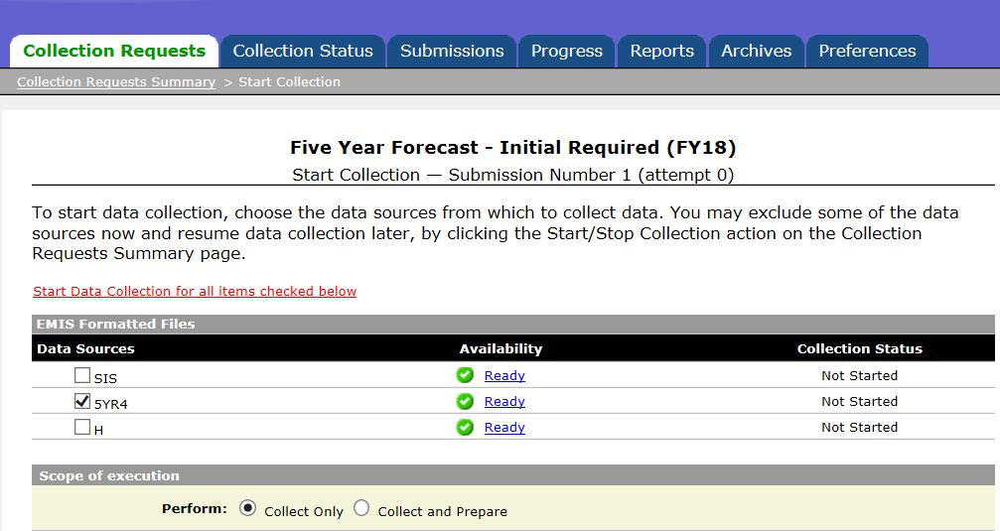 Collection Requests Collection Status Submissions Progress Reports Archives Preferences
Collection Requests Summary > Start Collection
Five Year Forecast - Initial Required (FY18)
Start Collection — Submission Number 1 (attempt 0)
To start data collection, choose the data sources from which to collect data. You may exclude some of the data
sources now and resume data collection later, by clicking the Start/Stop Collection action on the Collection
Requests Summary page.
Start Data Collection for all items checked below
EMIS Formatted Files
Data Sources Availability Collection Status
SIS Ready Not Started
5YR4 Ready Not Started
H Ready Not Started
Scope of execution
Perform: Collect Only Collect and Prepare